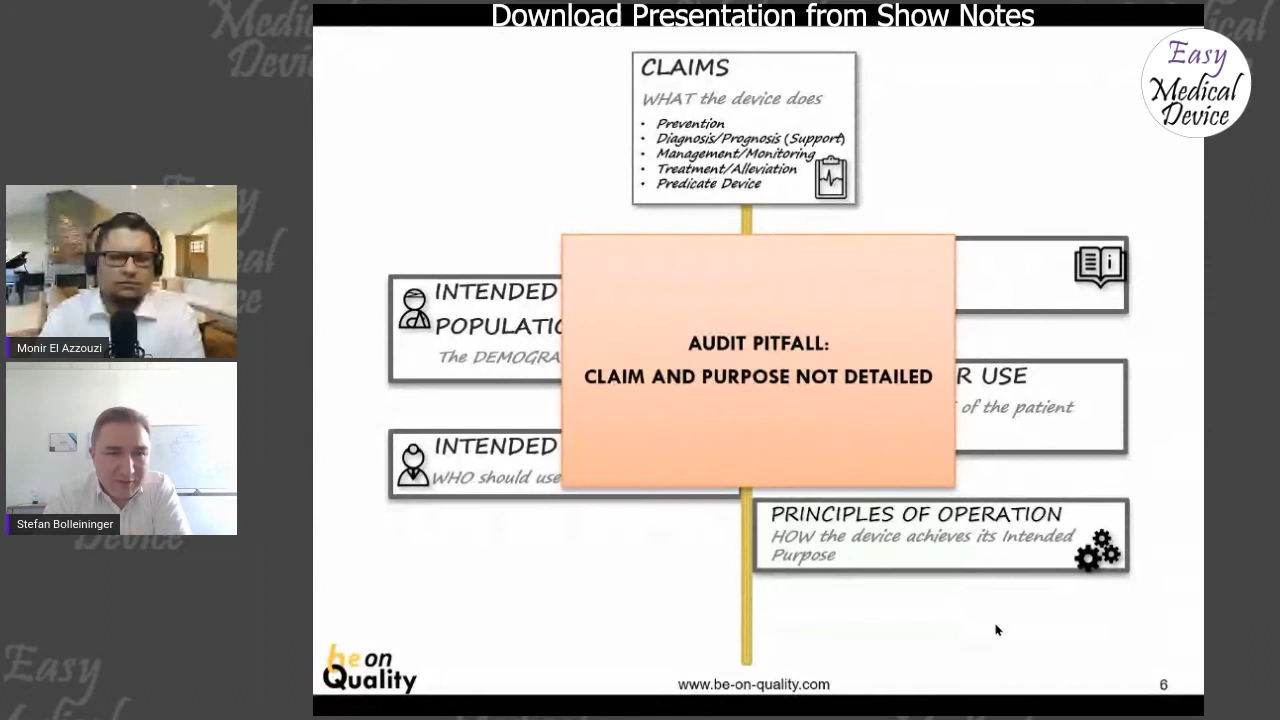 Download Presentation from Show Notes
Easy
Medical
Device
CLAIMS
WHAT the device does
• Prevention
• Diagnosis/Prognosis (Support)
• Management/Monitoring
• Treatment/Alleviation
• Predicate Device
INTENDED
POPULATIO
The DEMOGRA
AUDIT PITFALL:
CLAIM AND PURPOSE NOT DETAILED
R USE
of the patient
INTENDED
WHO should use
PRINCIPLES OF OPERATION
HOW the device achieves its Intended
Purpose
Monir El Azzouzi
Stefan Bolleininger
be on
Quality
www.be-on-quality.com
6